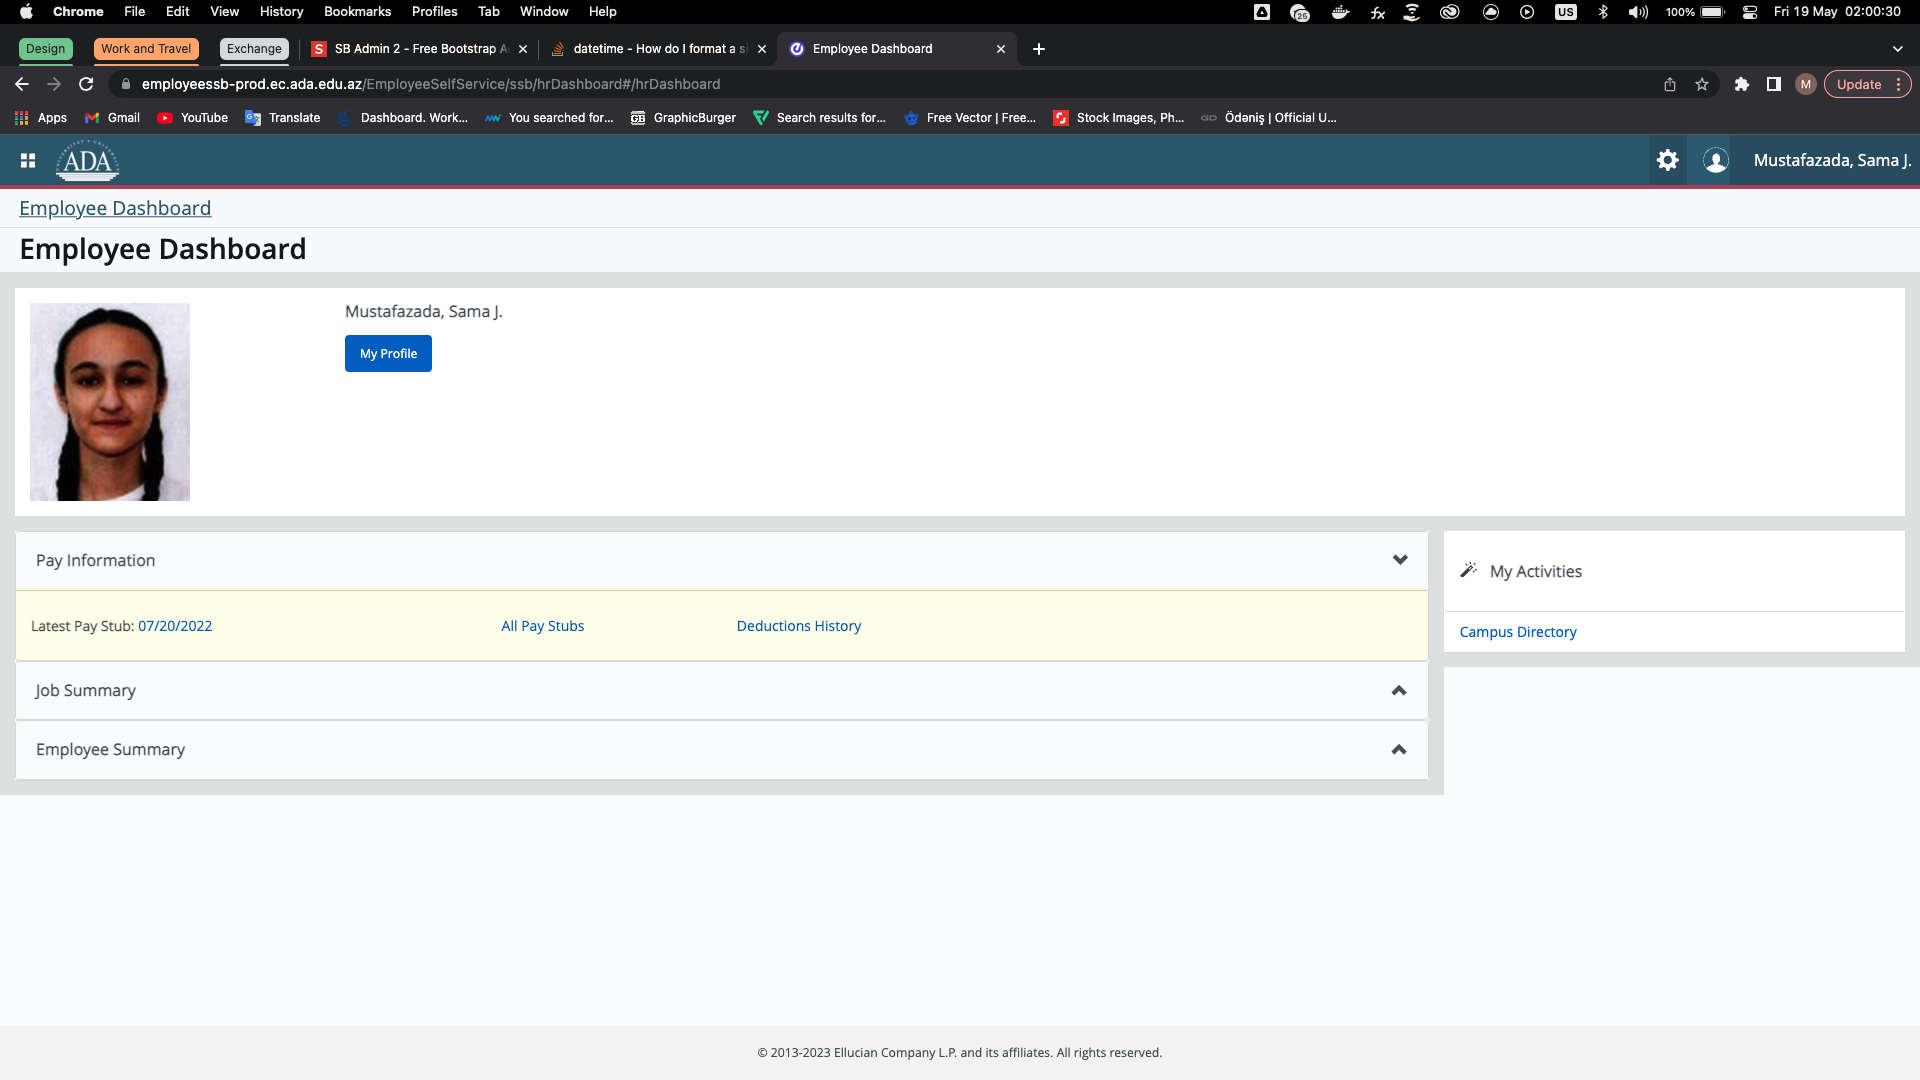 Chrome File Edit View History Bookmarks Profiles Tab Window Help 25 US 100% Fri 19 May 02:00:30
Design Work and Travel Exchange S SB Admin 2 - Free Bootstrap A datetime - How do I format a s Employee Dashboard
employeessb-prod.ec.ada.edu.az/EmployeeSelfService/ssb/hrDashboard#/hrDashboard M Update
Apps Gmail YouTube Translate Dashboard. Work... You searched for... GraphicBurger Search results for... Free Vector | Free... Stock Images, Ph... GD Ödəniş | Official U...
ADA Mustafazada, Sama J.
Employee Dashboard
Employee Dashboard
Mustafazada, Sama J.
My Profile
Pay Information
My Activities
Latest Pay Stub: 07/20/2022 All Pay Stubs Deductions History
Campus Directory
Job Summary
Employee Summary
© 2013-2023 Ellucian Company L.P. and its affiliates. All rights reserved.